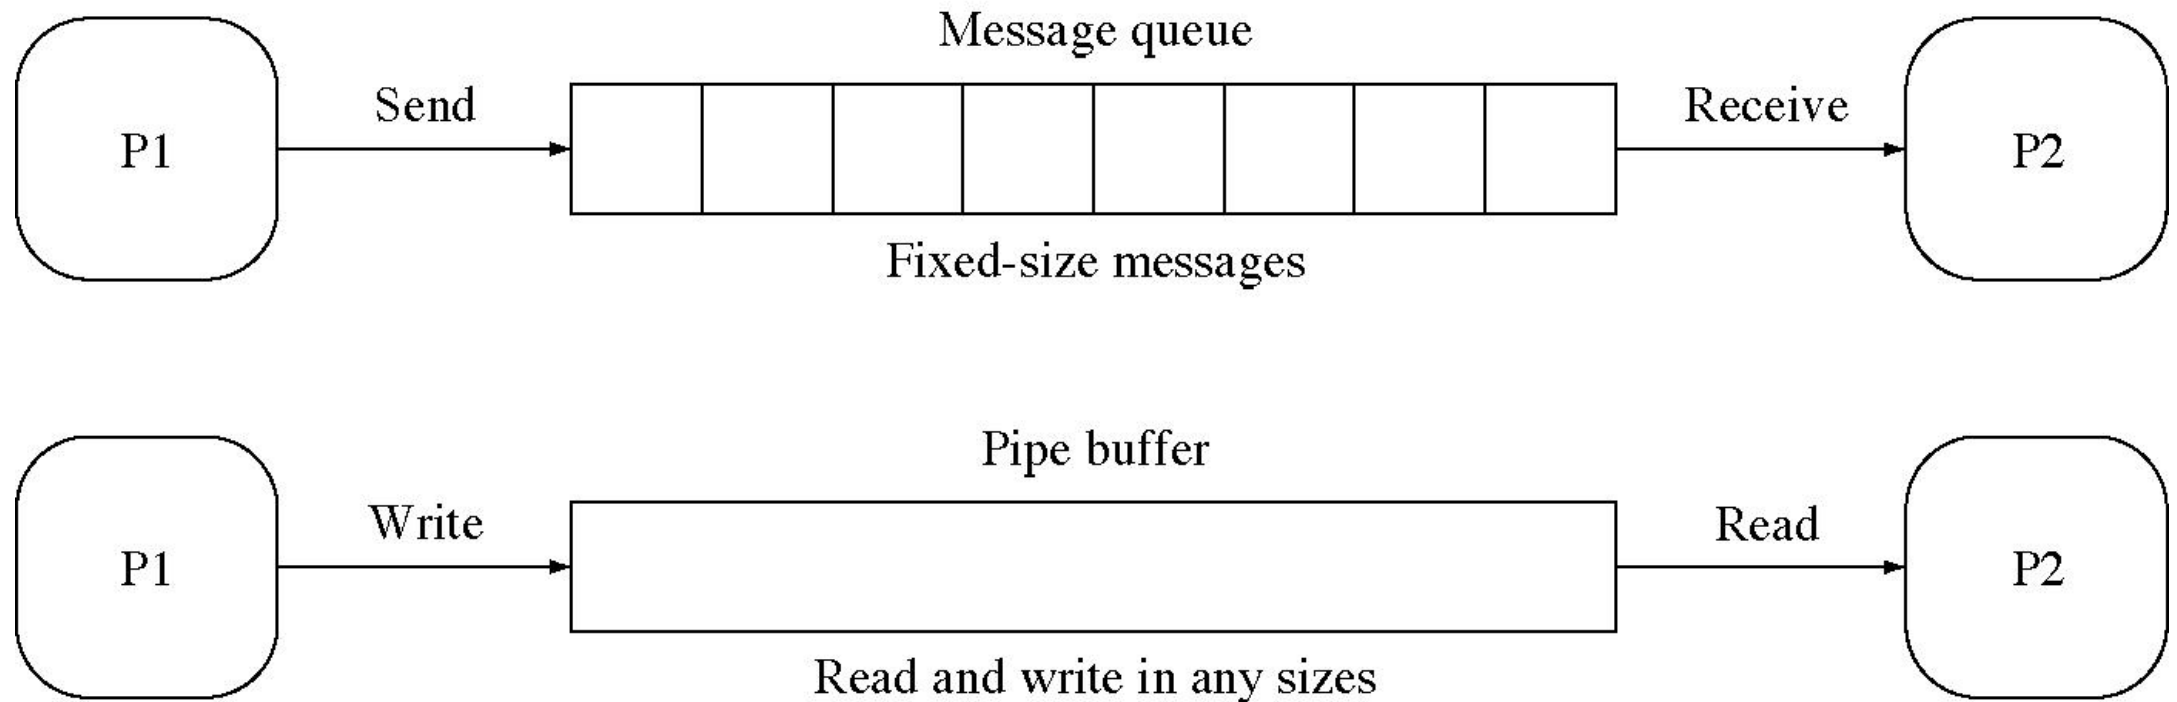 Message queue
P1
Send
Receive
P2
Fixed-size messages
Pipe buffer
P1
Write
Read
P2
Read and write in any sizes